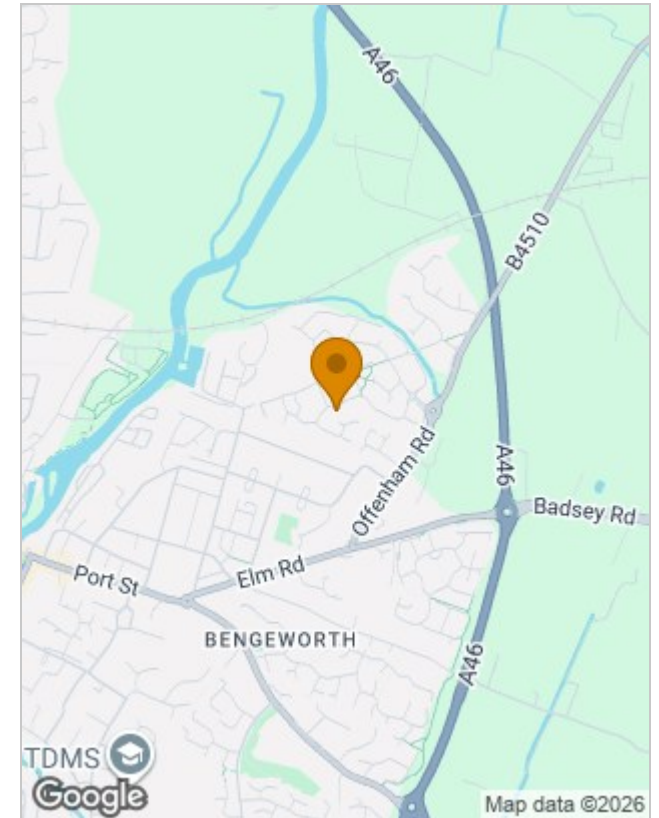 A46
B4510
A46
Offenham Rd
Badsey Rd
Elm Rd
Port St
BENGEWORTH
A46
TDMS
Google
Map data ©2026